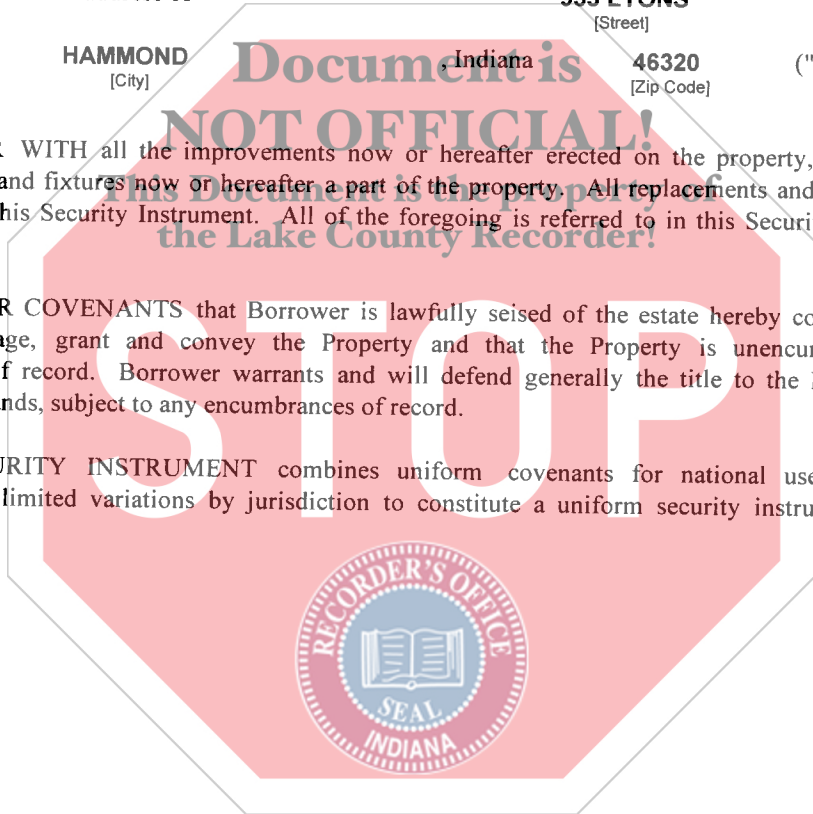 LYONS
[Street]
HAMMOND , Indiana 46320 ("
[City] [Zip Code]
Document is
NOT OFFICIAL!
This Document is the property of
the Lake County Recorder!
R WITH all the improvements now or hereafter erected on the property,
and fixtures now or hereafter a part of the property. All replacements and
his Security Instrument. All of the foregoing is referred to in this Securi
R COVENANTS that Borrower is lawfully seised of the estate hereby co
age, grant and convey the Property and that the Property is unencu
f record. Borrower warrants and will defend generally the title to the
nds, subject to any encumbrances of record.
URITY INSTRUMENT combines uniform covenants for national use
limited variations by jurisdiction to constitute a uniform security instru
STOP
RECORDER'S OFFICE
SEAL
INDIANA